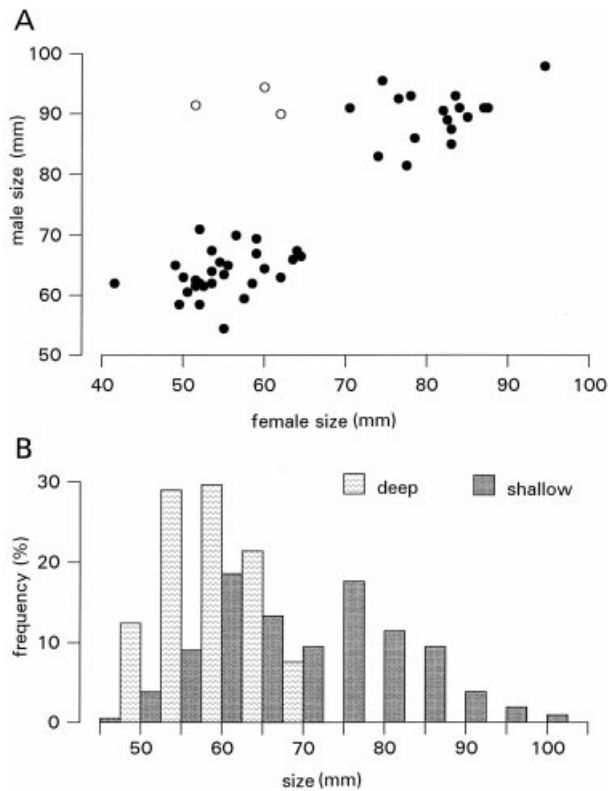 A
100
90
80
70
60
50
male size (mm)
40 50 60 70 80 90 100
female size (mm)
B
deep shallow
30
20
10
0
frequency (%)
50 60 70 80 90 100
size (mm)